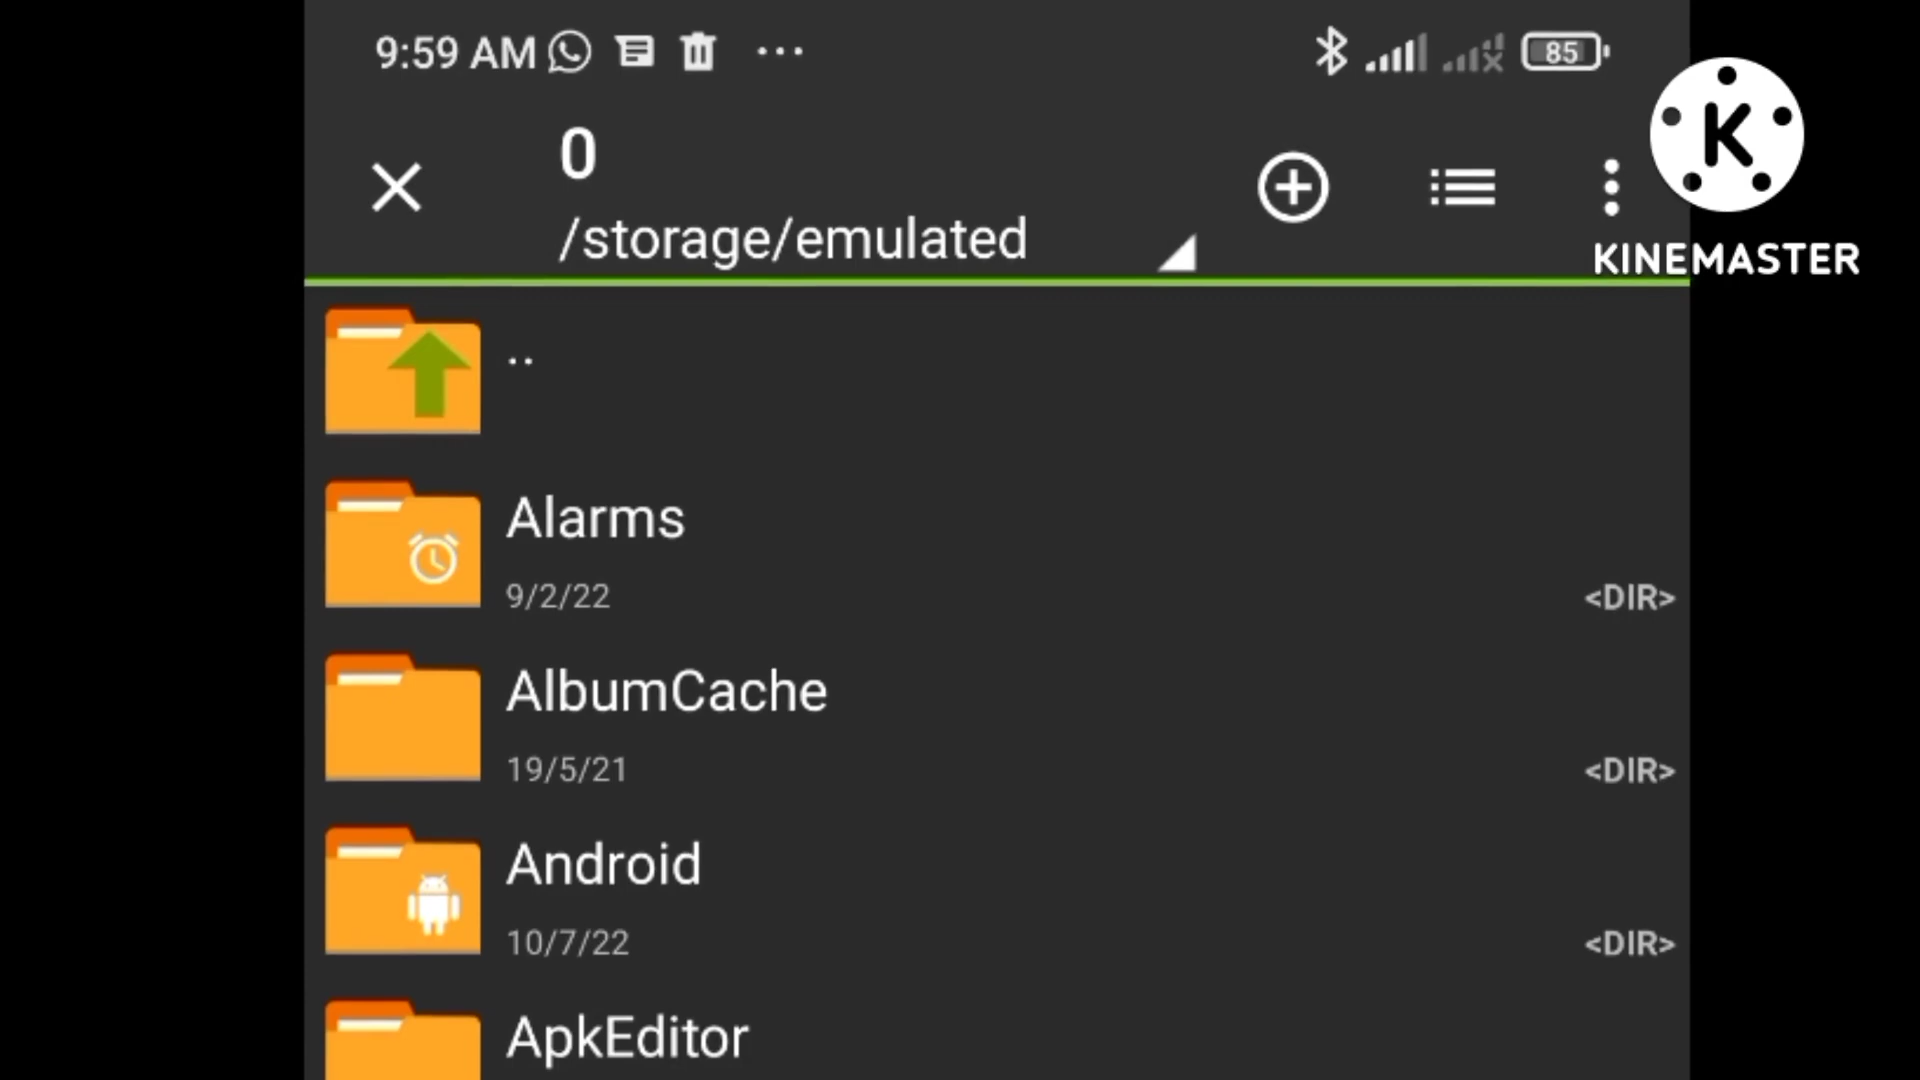 9:59 AM
85
0
/storage/emulated
K
KINEMASTER
..
Alarms
9/2/22
<DIR>
AlbumCache
19/5/21
<DIR>
Android
10/7/22
<DIR>
ApkEditor